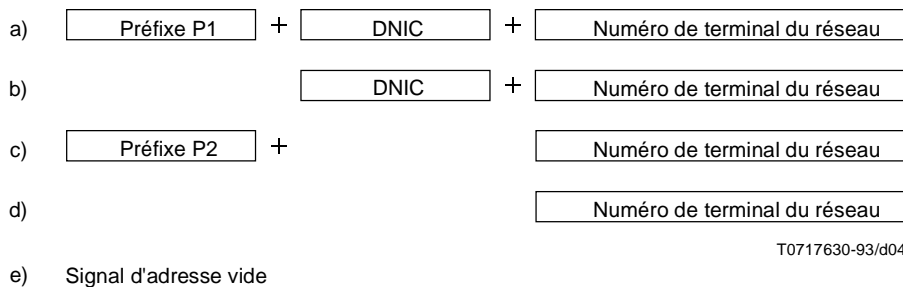 a) Préfixe P1 + DNIC + Numéro de terminal du réseau
b) DNIC + Numéro de terminal du réseau
c) Préfixe P2 + Numéro de terminal du réseau
d) Numéro de terminal du réseau
T0717630-93/d04
e) Signal d'adresse vide